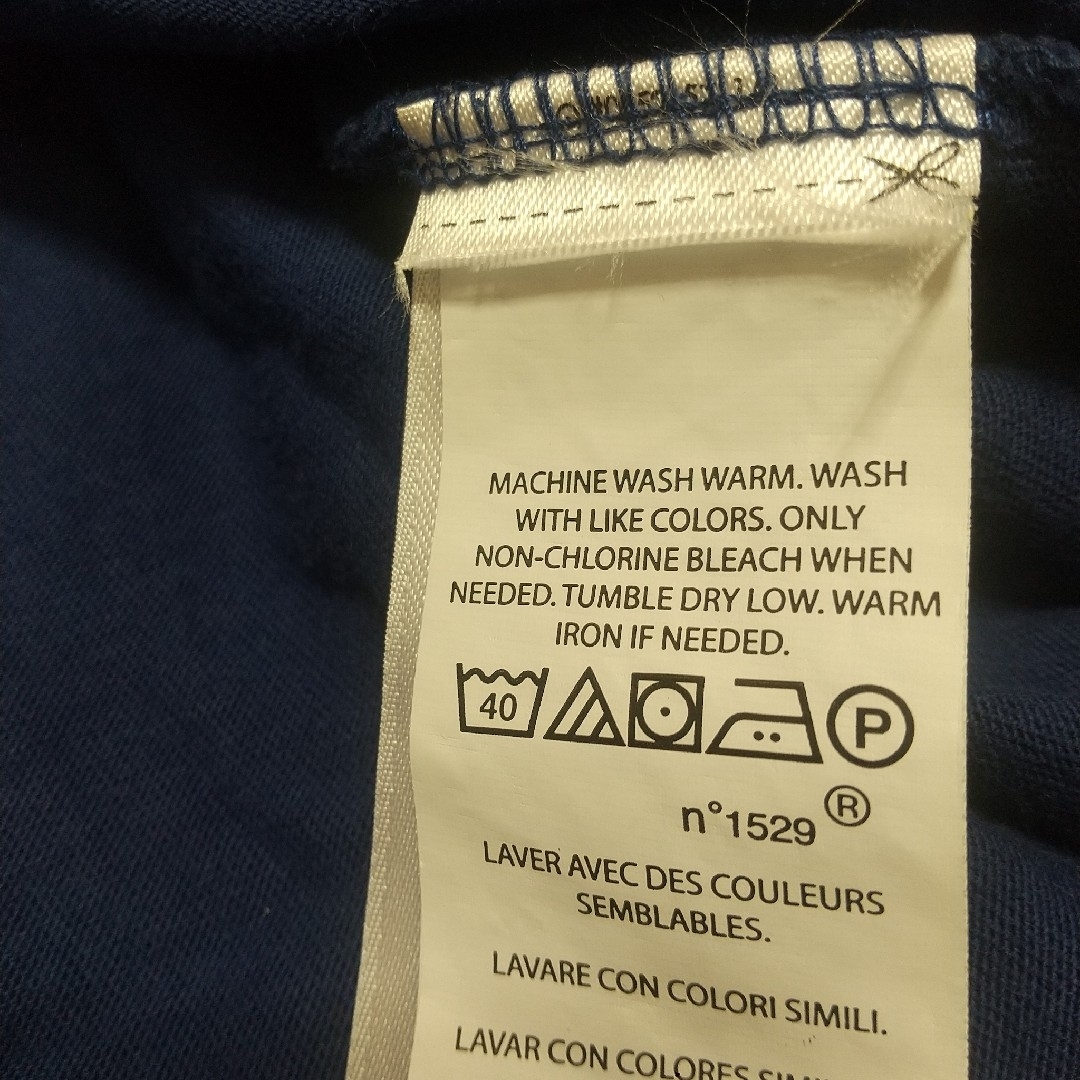 MACHINE WASH WARM. WASH
WITH LIKE COLORS. ONLY
NON-CHLORINE BLEACH WHEN
NEEDED. TUMBLE DRY LOW. WARM
IRON IF NEEDED.
40 P
n°1529 ®
LAVER AVEC DES COULEURS
SEMBLABLES.
LAVARE CON COLORI SIMILI.
LAVAR CON COLORES